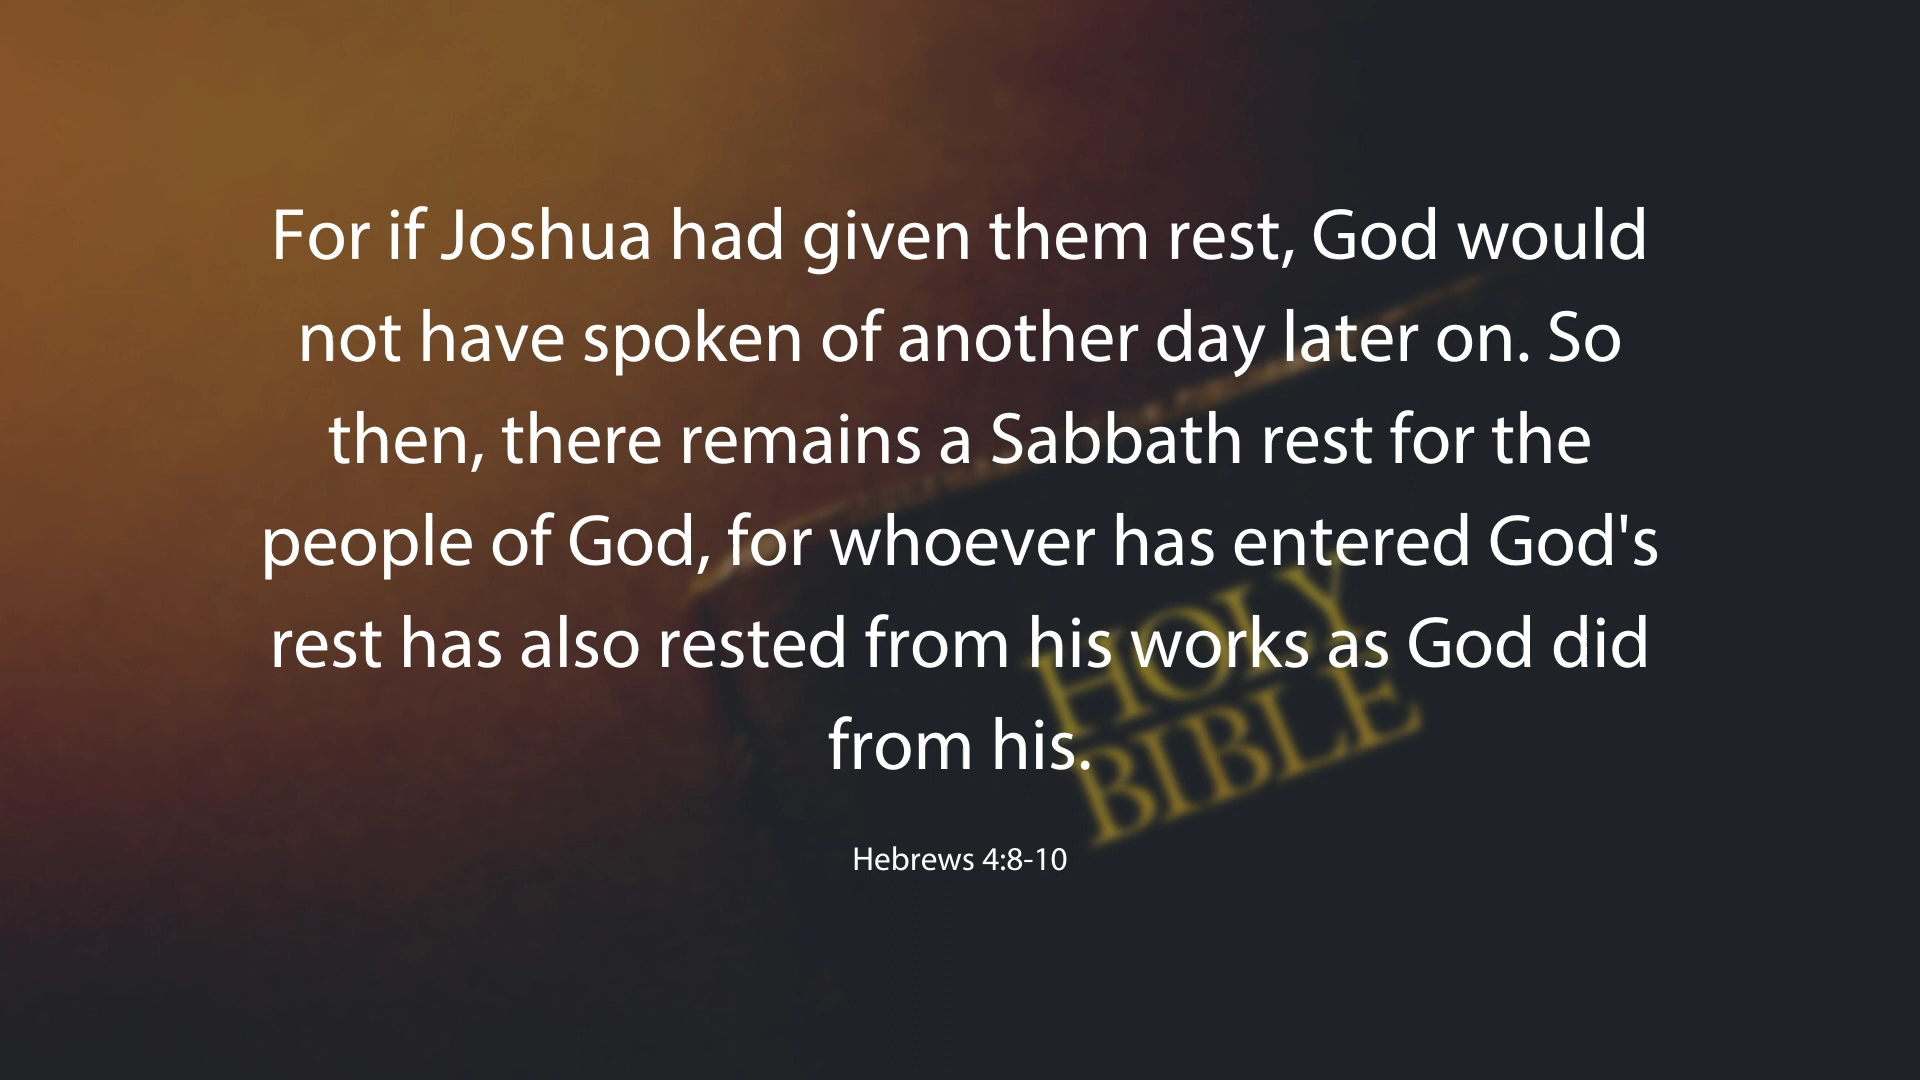 For if Joshua had given them rest, God would
not have spoken of another day later on. So
then, there remains a Sabbath rest for the
people of God, for whoever has entered God's
rest has also rested from his works as God did
from his.
HOLY
BIBLE
Hebrews 4:8-10